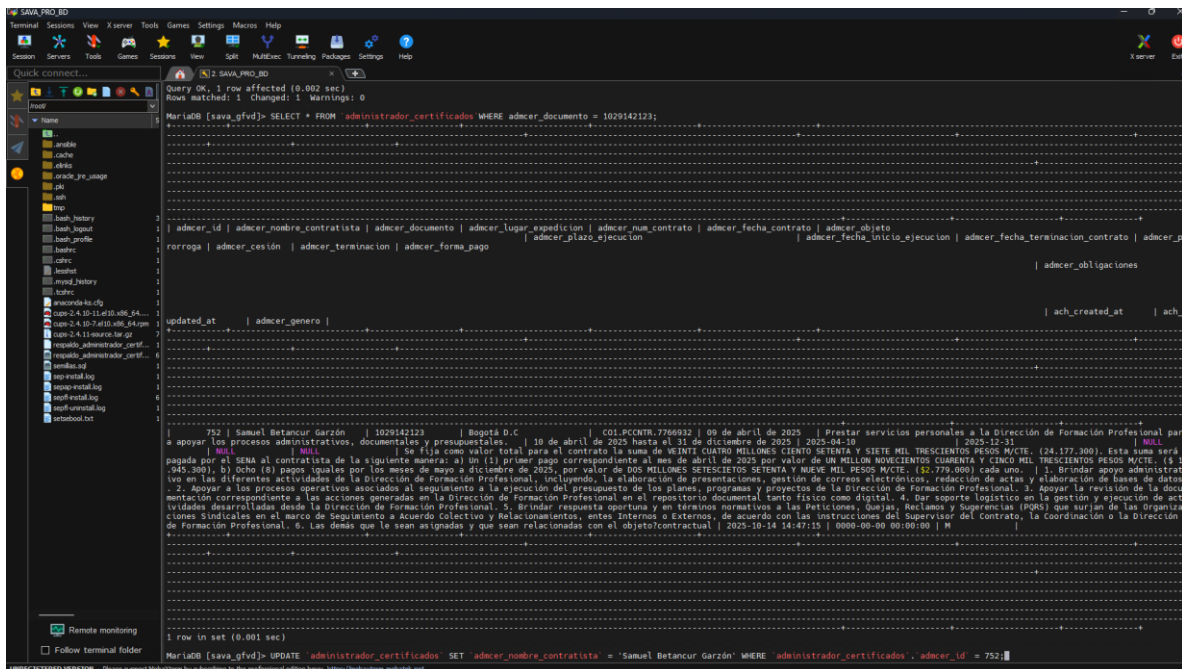 SAVA_PRO_BD
Terminal Sessions View X server Tools Games Settings Macros Help
Session Servers Tools Games Sessions View Split MultiExec Tunneling Packages Settings Help X server Exit
Quick connect...
2. SAVA_PRO_BD
/root/
Name
..
.ansible
.cache
.elinks
.oracle_jre_usage
.pki
.ssh
tmp
.bash_history
.bash_logout
.bash_profile
.bashrc
.cshrc
.lesshst
.mysql_history
.tcshrc
anaconda-ks.cfg
cups-2.4.10-11.el10.x86_64....
cups-2.4.10-7.el10.x86_64.rpm
cups-2.4.11-source.tar.gz
respaldo_administrador_certif...
respaldo_administrador_certif...
semillas.sql
sep-install.log
sepap-install.log
sepfl-install.log
sepfl-uninstall.log
setsebool.txt
Remote monitoring
Follow terminal folder
Query OK, 1 row affected (0.002 sec)
Rows matched: 1 Changed: 1 Warnings: 0
MariaDB [sava_gfvd]> SELECT * FROM `administrador_certificados`WHERE admcer_documento = 1029142123;
| admcer_id | admcer_nombre_contratista | admcer_documento | admcer_lugar_expedicion | admcer_num_contrato | admcer_fecha_contrato | admcer_objeto
| admcer_plazo_ejecucion | admcer_fecha_inicio_ejecucion | admcer_fecha_terminacion_contrato | admcer_p
rorroga | admcer_cesión | admcer_terminacion | admcer_forma_pago
| admcer_obligaciones
| ach_created_at | ach_
updated_at | admcer_genero |
| 752 | Samuel Betancur Garzón | 1029142123 | Bogotá D.C | CO1.PCCNTR.7766932 | 09 de abril de 2025 | Prestar servicios personales a la Dirección de Formación Profesional par
a apoyar los procesos administrativos, documentales y presupuestales. | 10 de abril de 2025 hasta el 31 de diciembre de 2025 | 2025-04-10 | 2025-12-31 | NULL
| NULL | NULL | Se fija como valor total para el contrato la suma de VEINTI CUATRO MILLONES CIENTO SETENTA Y SIETE MIL TRESCIENTOS PESOS M/CTE. (24.177.300). Esta suma será
pagada por el SENA al contratista de la siguiente manera: a) Un (1) primer pago correspondiente al mes de abril de 2025 por valor de UN MILLON NOVECIENTOS CUARENTA Y CINCO MIL TRESCIENTOS PESOS M/CTE. ($ 1
.945.300), b) Ocho (8) pagos iguales por los meses de mayo a diciembre de 2025, por valor de DOS MILLONES SETESCIETOS SETENTA Y NUEVE MIL PESOS M/CTE. ($2.779.000) cada uno. | 1. Brindar apoyo administrat
ivo en las diferentes actividades de la Dirección de Formación Profesional, incluyendo, la elaboración de presentaciones, gestión de correos electrónicos, redacción de actas y elaboración de bases de datos
. 2. Apoyar a los procesos operativos asociados al seguimiento a la ejecución del presupuesto de los planes, programas y proyectos de la Dirección de Formación Profesional. 3. Apoyar la revisión de la docu
mentación correspondiente a las acciones generadas en la Dirección de Formación Profesional en el repositorio documental tanto físico como digital. 4. Dar soporte logístico en la gestión y ejecución de act
ividades desarrolladas desde la Dirección de Formación Profesional. 5. Brindar respuesta oportuna y en términos normativos a las Peticiones, Quejas, Reclamos y Sugerencias (PQRS) que surjan de las Organiza
ciones Sindicales en el marco de Seguimiento a Acuerdo Colectivo y Relacionamientos, entes Internos o Externos, de acuerdo con las instrucciones del Supervisor del Contrato, la Coordinación o la Dirección
de Formación Profesional. 6. Las demás que le sean asignadas y que sean relacionadas con el objeto?contractual | 2025-10-14 14:47:15 | 0000-00-00 00:00:00 | M |
1 row in set (0.001 sec)
MariaDB [sava_gfvd]> UPDATE `administrador_certificados` SET `admcer_nombre_contratista` = 'Samuel Betancur Garzón' WHERE `administrador_certificados`.`admcer_id` = 752;